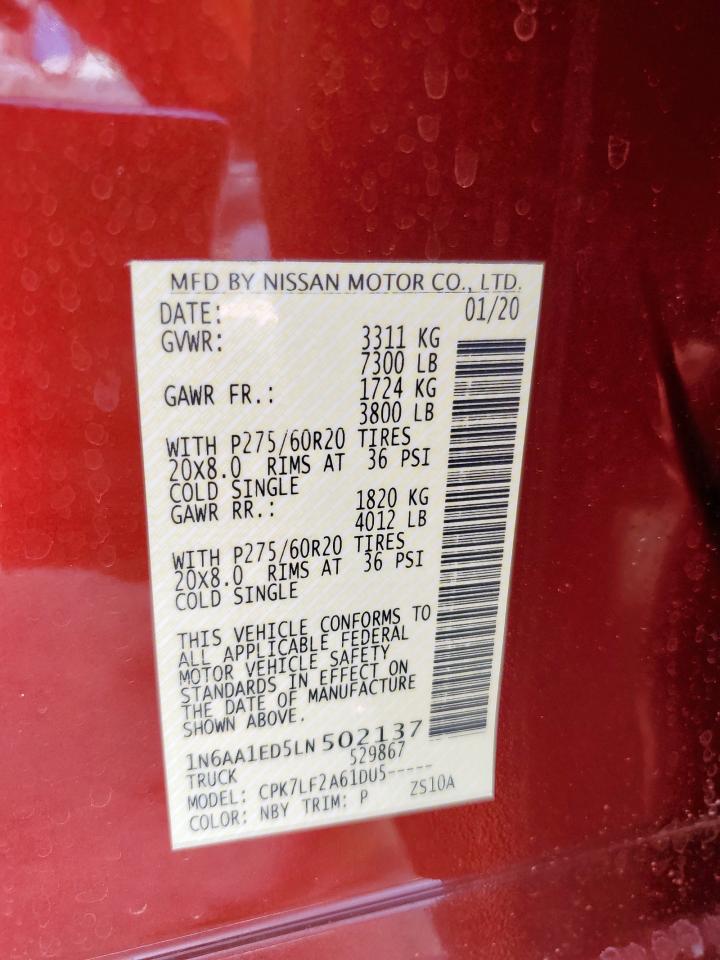 MFD BY NISSAN MOTOR CO., LTD.
DATE: 01/20
GVWR: 3311 KG
7300 LB
GAWR FR.: 1724 KG
3800 LB
WITH P275/60R20 TIRES
20X8.0 RIMS AT 36 PSI
COLD SINGLE
GAWR RR.: 1820 KG
4012 LB
WITH P275/60R20 TIRES
20X8.0 RIMS AT 36 PSI
COLD SINGLE
THIS VEHICLE CONFORMS TO
ALL APPLICABLE FEDERAL
MOTOR VEHICLE SAFETY
STANDARDS IN EFFECT ON
THE DATE OF MANUFACTURE
SHOWN ABOVE.
1N6AA1ED5LN502137
TRUCK 529867
MODEL: CPK7LF2A61DU5-----
COLOR: NBY TRIM: P ZS10A